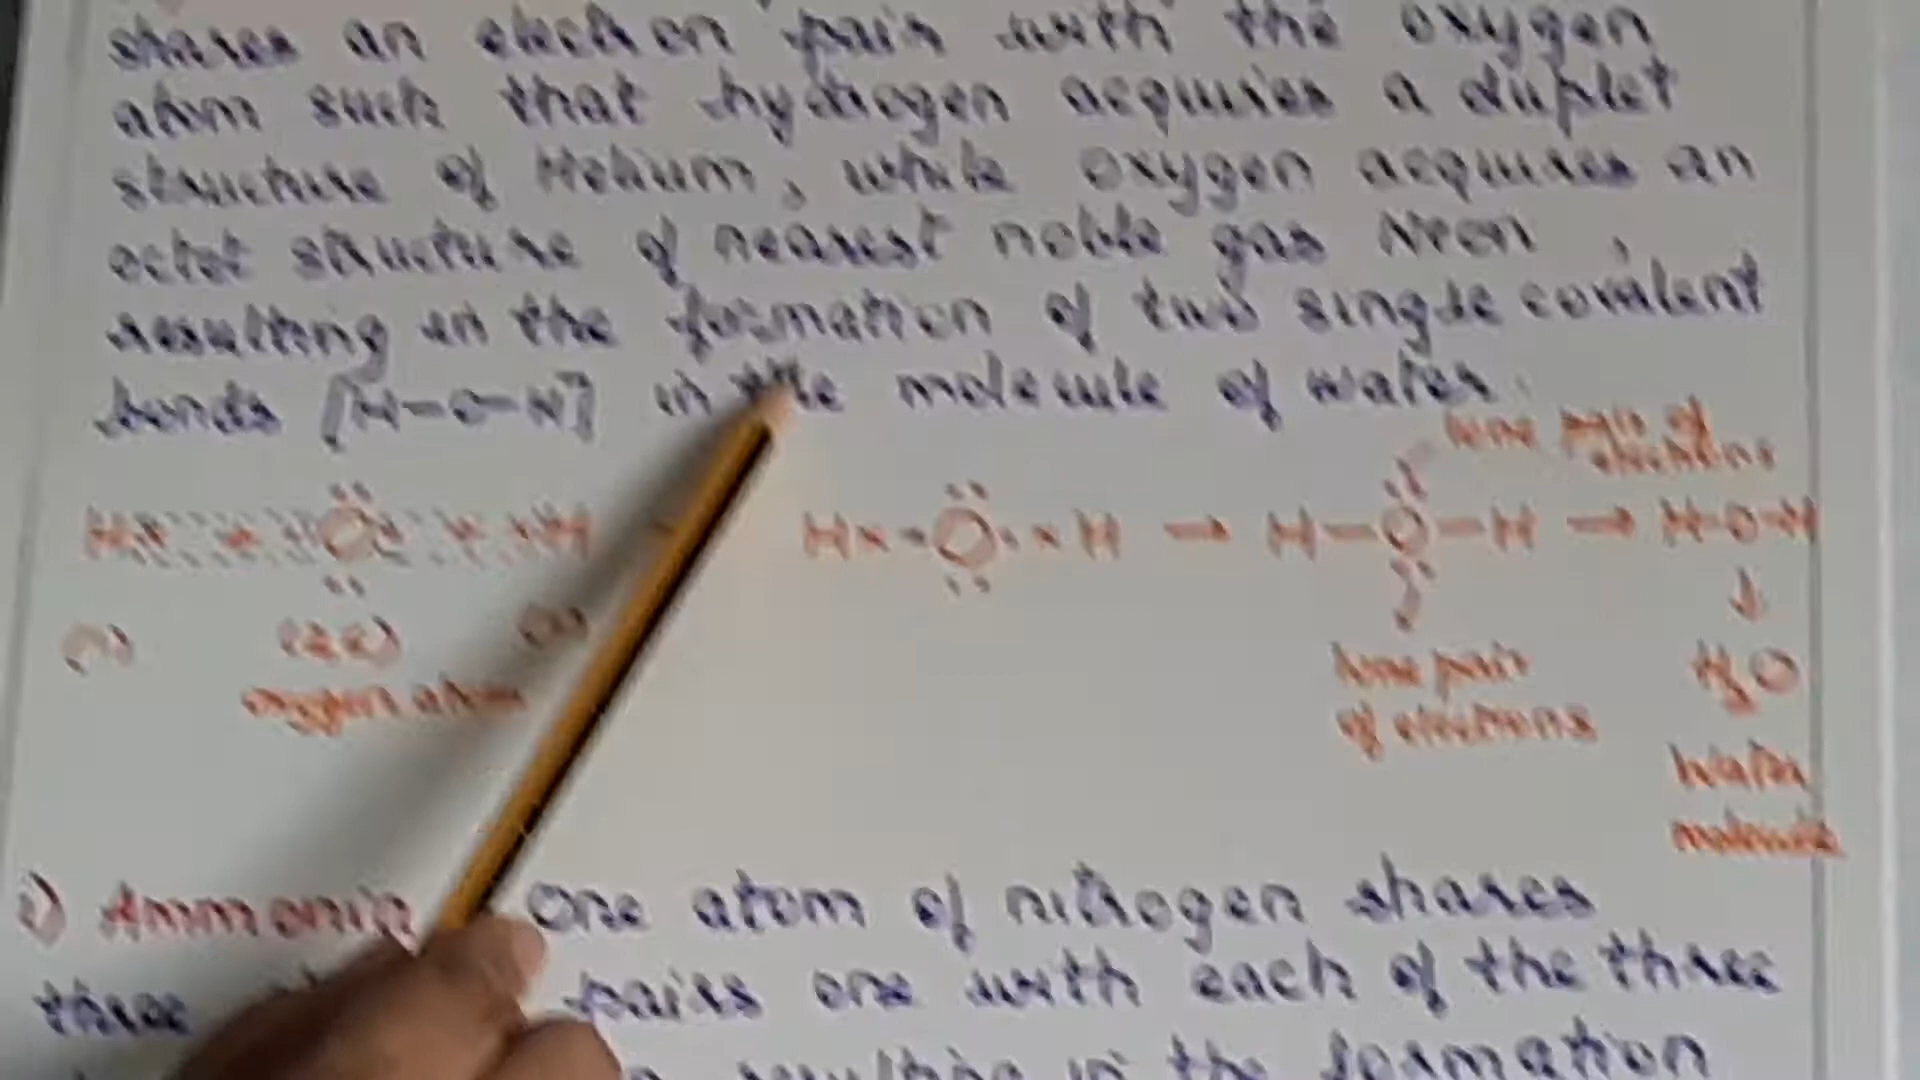 shares an electron pair with the oxygen
atom such that hydrogen acquires a duplet
structure of Helium, while oxygen acquires an
octet structure of nearest noble gas Neon,
resulting in the formation of two single covalent
bonds [H-O-H] in the molecule of water.
lone pair of
electrons
H× × O × ×H
H×·O·×H → H-O-H → H-O-H
↓
oxygen atom
lone pair
of electrons
H₂O
Water
molecule
Ammonia One atom of nitrogen shares
three pairs one with each of the three
resulting in the formation